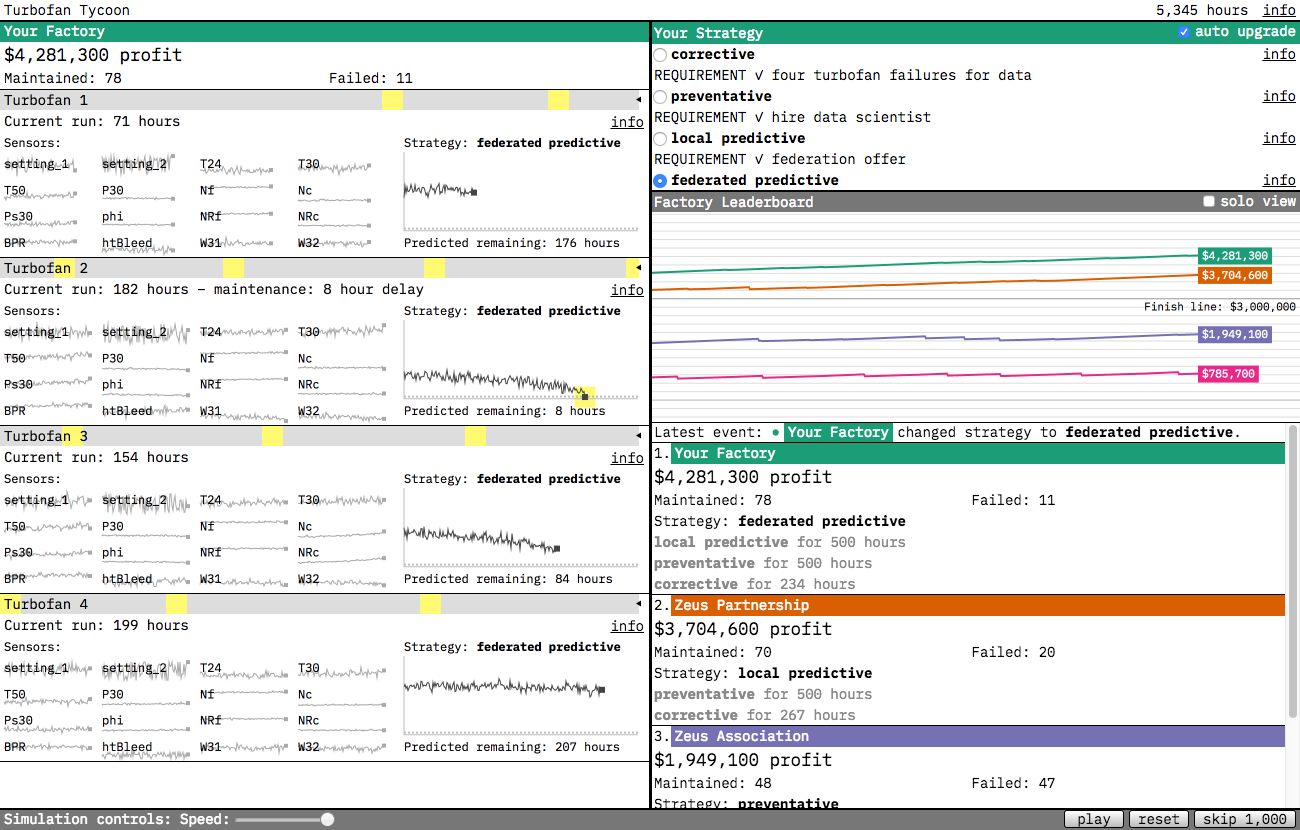 Turbofan Tycoon
5,345 hours info
Your Factory
$4,281,300 profit
Maintained: 78 Failed: 11
Turbofan 1
Current run: 71 hours info
Sensors: Strategy: federated predictive
setting_1 setting_2 T24 T30
T50 P30 Nf Nc
Ps30 phi NRf NRc
BPR htBleed W31 W32
Predicted remaining: 176 hours
Turbofan 2
Current run: 182 hours – maintenance: 8 hour delay info
Sensors: Strategy: federated predictive
setting_1 setting_2 T24 T30
T50 P30 Nf Nc
Ps30 phi NRf NRc
BPR htBleed W31 W32
Predicted remaining: 8 hours
Turbofan 3
Current run: 154 hours info
Sensors: Strategy: federated predictive
setting_1 setting_2 T24 T30
T50 P30 Nf Nc
Ps30 phi NRf NRc
BPR htBleed W31 W32
Predicted remaining: 84 hours
Turbofan 4
Current run: 199 hours info
Sensors: Strategy: federated predictive
setting_1 setting_2 T24 T30
T50 P30 Nf Nc
Ps30 phi NRf NRc
BPR htBleed W31 W32
Predicted remaining: 207 hours
Your Strategy auto upgrade
corrective info
REQUIREMENT √ four turbofan failures for data
preventative info
REQUIREMENT √ hire data scientist
local predictive info
REQUIREMENT √ federation offer
federated predictive info
Factory Leaderboard solo view
$4,281,300
$3,704,600
Finish line: $3,000,000
$1,949,100
$785,700
Latest event: Your Factory changed strategy to federated predictive.
1. Your Factory
$4,281,300 profit
Maintained: 78 Failed: 11
Strategy: federated predictive
local predictive for 500 hours
preventative for 500 hours
corrective for 234 hours
2. Zeus Partnership
$3,704,600 profit
Maintained: 70 Failed: 20
Strategy: local predictive
preventative for 500 hours
corrective for 267 hours
3. Zeus Association
$1,949,100 profit
Maintained: 48 Failed: 47
Strategy: preventative
Simulation controls: Speed: play reset skip 1,000